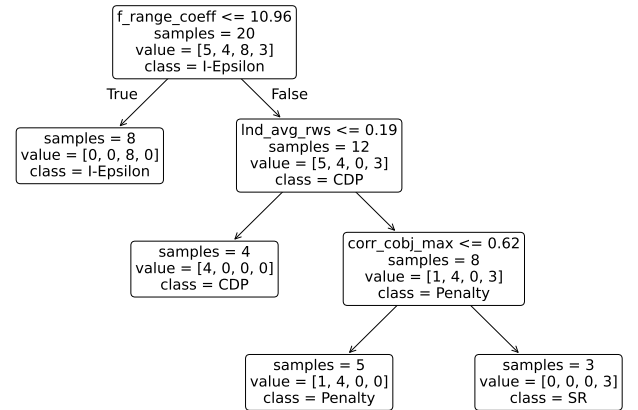 f_range_coeff <= 10.96
samples = 20
value = [5, 4, 8, 3]
class = I-Epsilon
True
False
samples = 8
value = [0, 0, 8, 0]
class = I-Epsilon
lnd_avg_rws <= 0.19
samples = 12
value = [5, 4, 0, 3]
class = CDP
samples = 4
value = [4, 0, 0, 0]
class = CDP
corr_cobj_max <= 0.62
samples = 8
value = [1, 4, 0, 3]
class = Penalty
samples = 5
value = [1, 4, 0, 0]
class = Penalty
samples = 3
value = [0, 0, 0, 3]
class = SR